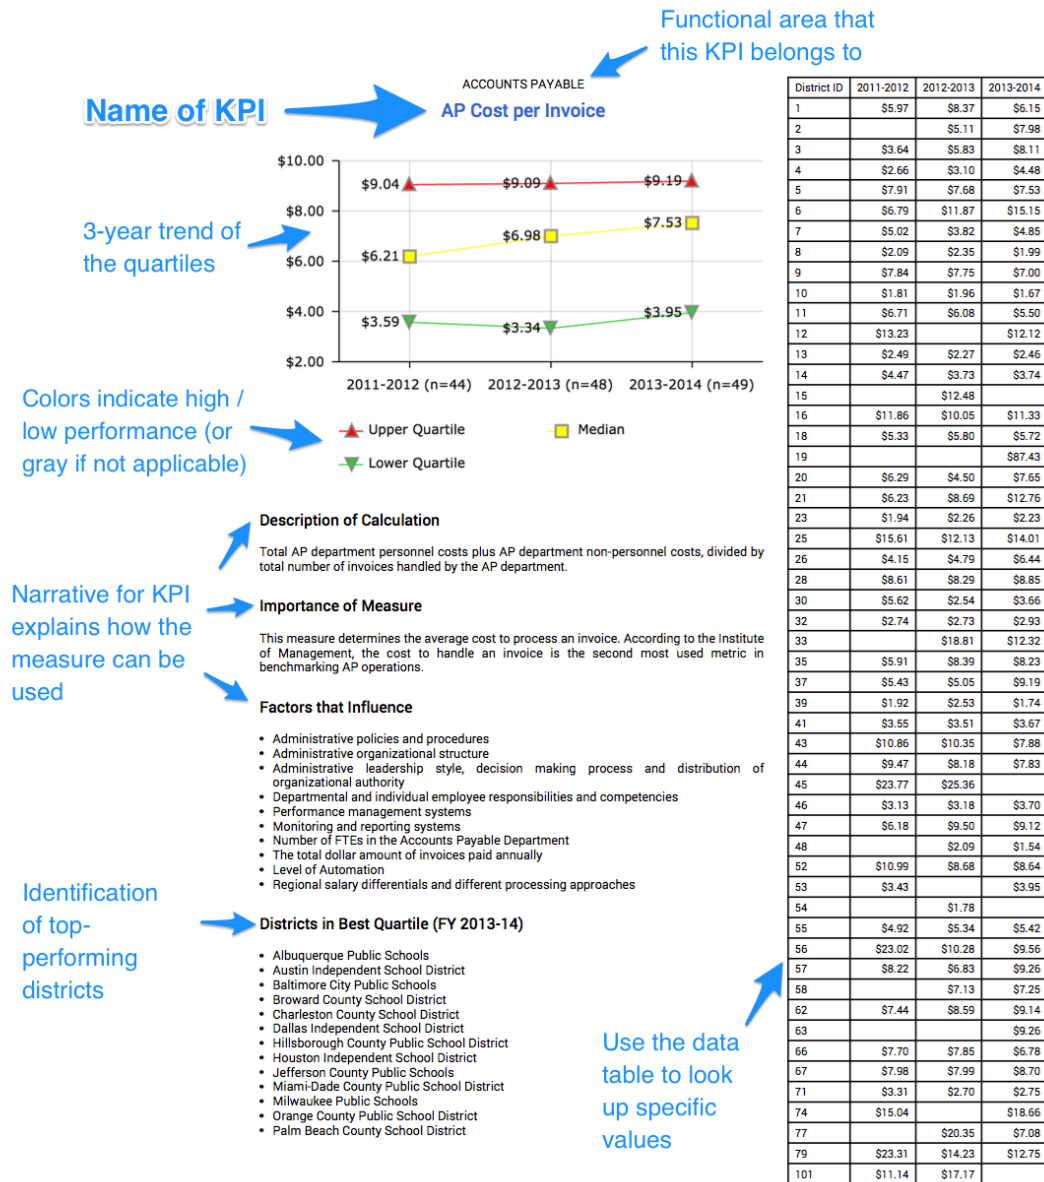 Functional area that
this KPI belongs to
ACCOUNTS PAYABLE
Name of KPI
AP Cost per Invoice
$10.00
$8.00
$6.00
$4.00
$2.00
$9.04
$9.09
$9.19
$6.21
$6.98
$7.53
$3.59
$3.34
$3.95
2011-2012 (n=44) 2012-2013 (n=48) 2013-2014 (n=49)
Upper Quartile
Median
Lower Quartile
3-year trend of
the quartiles
Colors indicate high /
low performance (or
gray if not applicable)
Description of Calculation
Total AP department personnel costs plus AP department non-personnel costs, divided by
total number of invoices handled by the AP department.
Narrative for KPI
explains how the
measure can be
used
Importance of Measure
This measure determines the average cost to process an invoice. According to the Institute
of Management, the cost to handle an invoice is the second most used metric in
benchmarking AP operations.
Factors that Influence
• Administrative policies and procedures
• Administrative organizational structure
• Administrative leadership style, decision making process and distribution of
organizational authority
• Departmental and individual employee responsibilities and competencies
• Performance management systems
• Monitoring and reporting systems
• Number of FTEs in the Accounts Payable Department
• The total dollar amount of invoices paid annually
• Level of Automation
• Regional salary differentials and different processing approaches
Identification
of top-
performing
districts
Districts in Best Quartile (FY 2013-14)
• Albuquerque Public Schools
• Austin Independent School District
• Baltimore City Public Schools
• Broward County School District
• Charleston County School District
• Dallas Independent School District
• Hillsborough County Public School District
• Houston Independent School District
• Jefferson County Public Schools
• Miami-Dade County Public School District
• Milwaukee Public Schools
• Orange County Public School District
• Palm Beach County School District
Use the data
table to look
up specific
values
District ID 2011-2012 2012-2013 2013-2014
1 $5.97 $8.37 $6.15
2 $5.11 $7.98
3 $3.64 $5.83 $8.11
4 $2.66 $3.10 $4.48
5 $7.91 $7.68 $7.53
6 $6.79 $11.87 $15.15
7 $5.02 $3.82 $4.85
8 $2.09 $2.35 $1.99
9 $7.84 $7.75 $7.00
10 $1.81 $1.96 $1.67
11 $6.71 $6.08 $5.50
12 $13.23 $12.12
13 $2.49 $2.27 $2.46
14 $4.47 $3.73 $3.74
15 $12.48
16 $11.86 $10.05 $11.33
18 $5.33 $5.80 $5.72
19 $87.43
20 $6.29 $4.50 $7.65
21 $6.23 $8.69 $12.76
23 $1.94 $2.26 $2.23
25 $15.61 $12.13 $14.01
26 $4.15 $4.79 $6.44
28 $8.61 $8.29 $8.85
30 $5.62 $2.54 $3.66
32 $2.74 $2.73 $2.93
33 $18.81 $12.32
35 $5.91 $8.39 $8.23
37 $5.43 $5.05 $9.19
39 $1.92 $2.53 $1.74
41 $3.55 $3.51 $3.67
43 $10.86 $10.35 $7.88
44 $9.47 $8.18 $7.83
45 $23.77 $25.36
46 $3.13 $3.18 $3.70
47 $6.18 $9.50 $9.12
48 $2.09 $1.54
52 $10.99 $8.68 $8.64
53 $3.43 $3.95
54 $1.78
55 $4.92 $5.34 $5.42
56 $23.02 $10.28 $9.56
57 $8.22 $6.83 $9.26
58 $7.13 $7.25
62 $7.44 $8.59 $9.14
63 $9.26
66 $7.70 $7.85 $6.78
67 $7.98 $7.99 $8.70
71 $3.31 $2.70 $2.75
74 $15.04 $18.66
77 $20.35 $7.08
79 $23.31 $14.23 $12.75
101 $11.14 $17.17